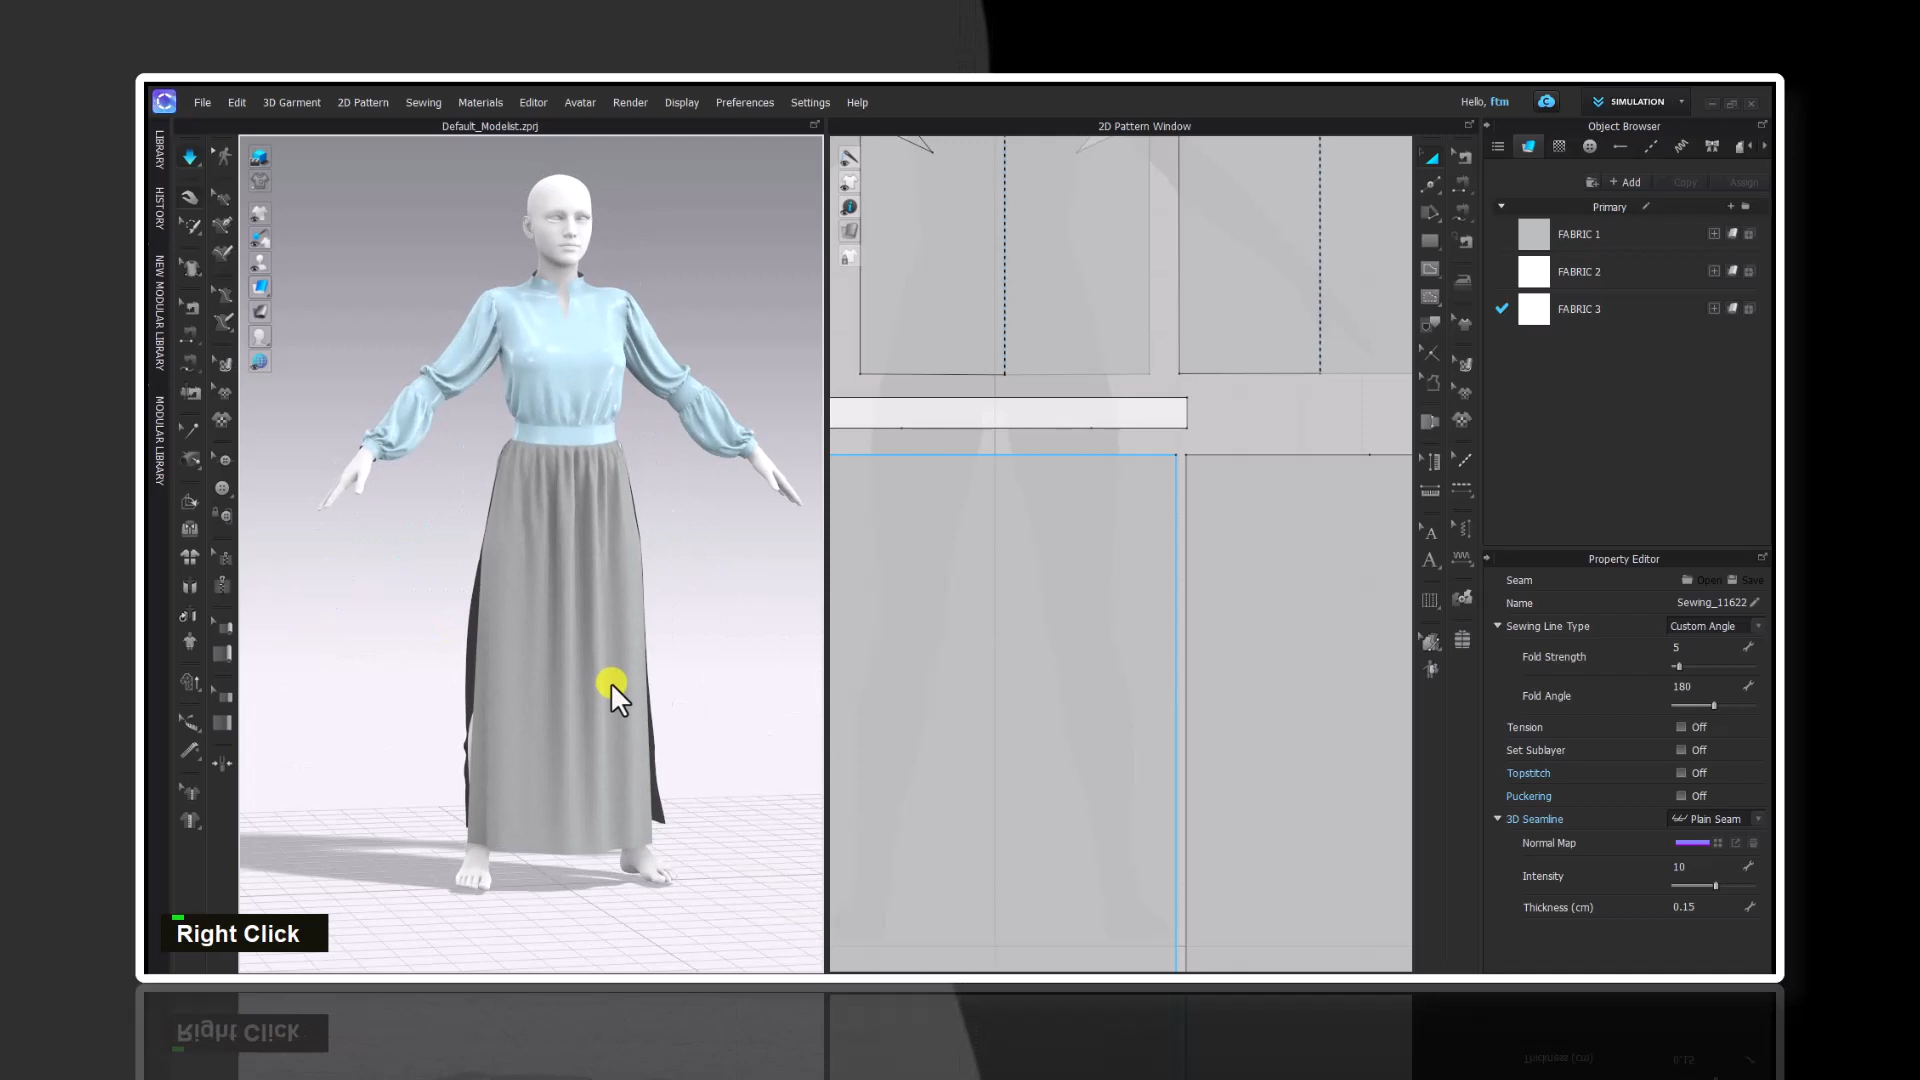 File Edit 3D Garment 2D Pattern Sewing Materials Editor Avatar Render Display Preferences Settings Help
Hello, ftm
SIMULATION
Default_Modelist.zprj
2D Pattern Window
Object Browser
LIBRARY
HISTORY
NEW MODULAR LIBRARY
MODULAR LIBRARY
+ Add Copy Assign
Primary
FABRIC 1
FABRIC 2
FABRIC 3
Property Editor
Seam Open Save
Name Sewing_11622
Sewing Line Type Custom Angle
Fold Strength 5
Fold Angle 180
Tension Off
Set Sublayer Off
Topstitch Off
Puckering Off
3D Seamline Plain Seam
Normal Map
Intensity 10
Thickness (cm) 0.15
Right Click